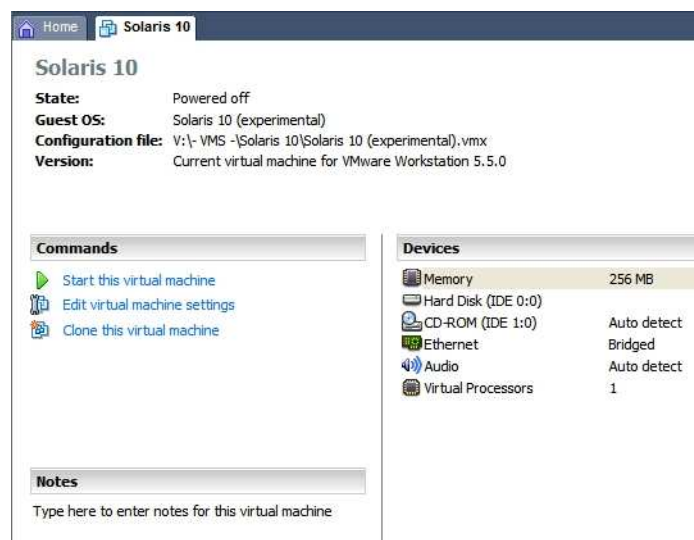 Home Solaris 10
Solaris 10
State: Powered off
Guest OS: Solaris 10 (experimental)
Configuration file: V:\- VMS -\Solaris 10\Solaris 10 (experimental).vmx
Version: Current virtual machine for VMware Workstation 5.5.0
Commands
Start this virtual machine
Edit virtual machine settings
Clone this virtual machine
Devices
Memory 256 MB
Hard Disk (IDE 0:0)
CD-ROM (IDE 1:0) Auto detect
Ethernet Bridged
Audio Auto detect
Virtual Processors 1
Notes
Type here to enter notes for this virtual machine